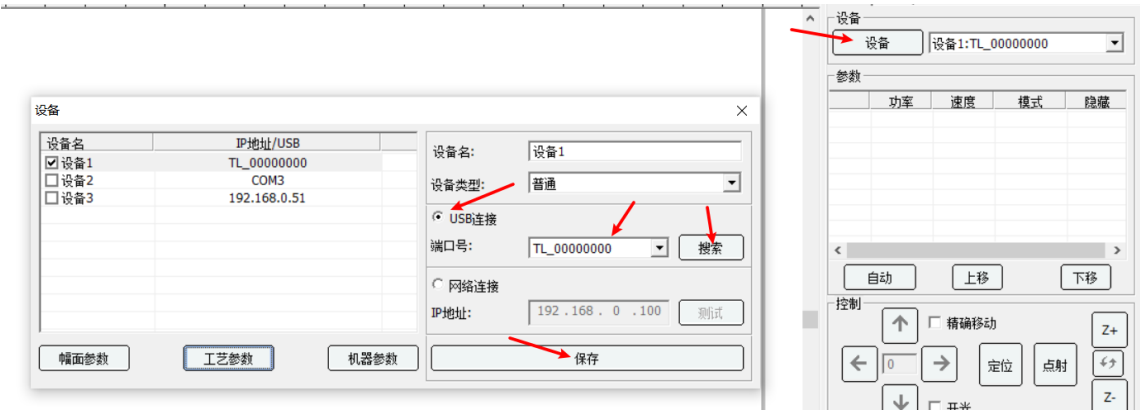 设备
设备 设备1:TL_00000000
参数
功率 速度 模式 隐藏
自动 上移 下移
控制
精确移动
Z+
0
定位 点射
Z-
开光
设备
设备名 IP地址/USB
设备1 TL_00000000
设备2 COM3
设备3 192.168.0.51
设备名: 设备1
设备类型: 普通
USB连接
端口号: TL_00000000 搜索
网络连接
IP地址: 192 . 168 . 0 . 100 测试
幅面参数 工艺参数 机器参数 保存